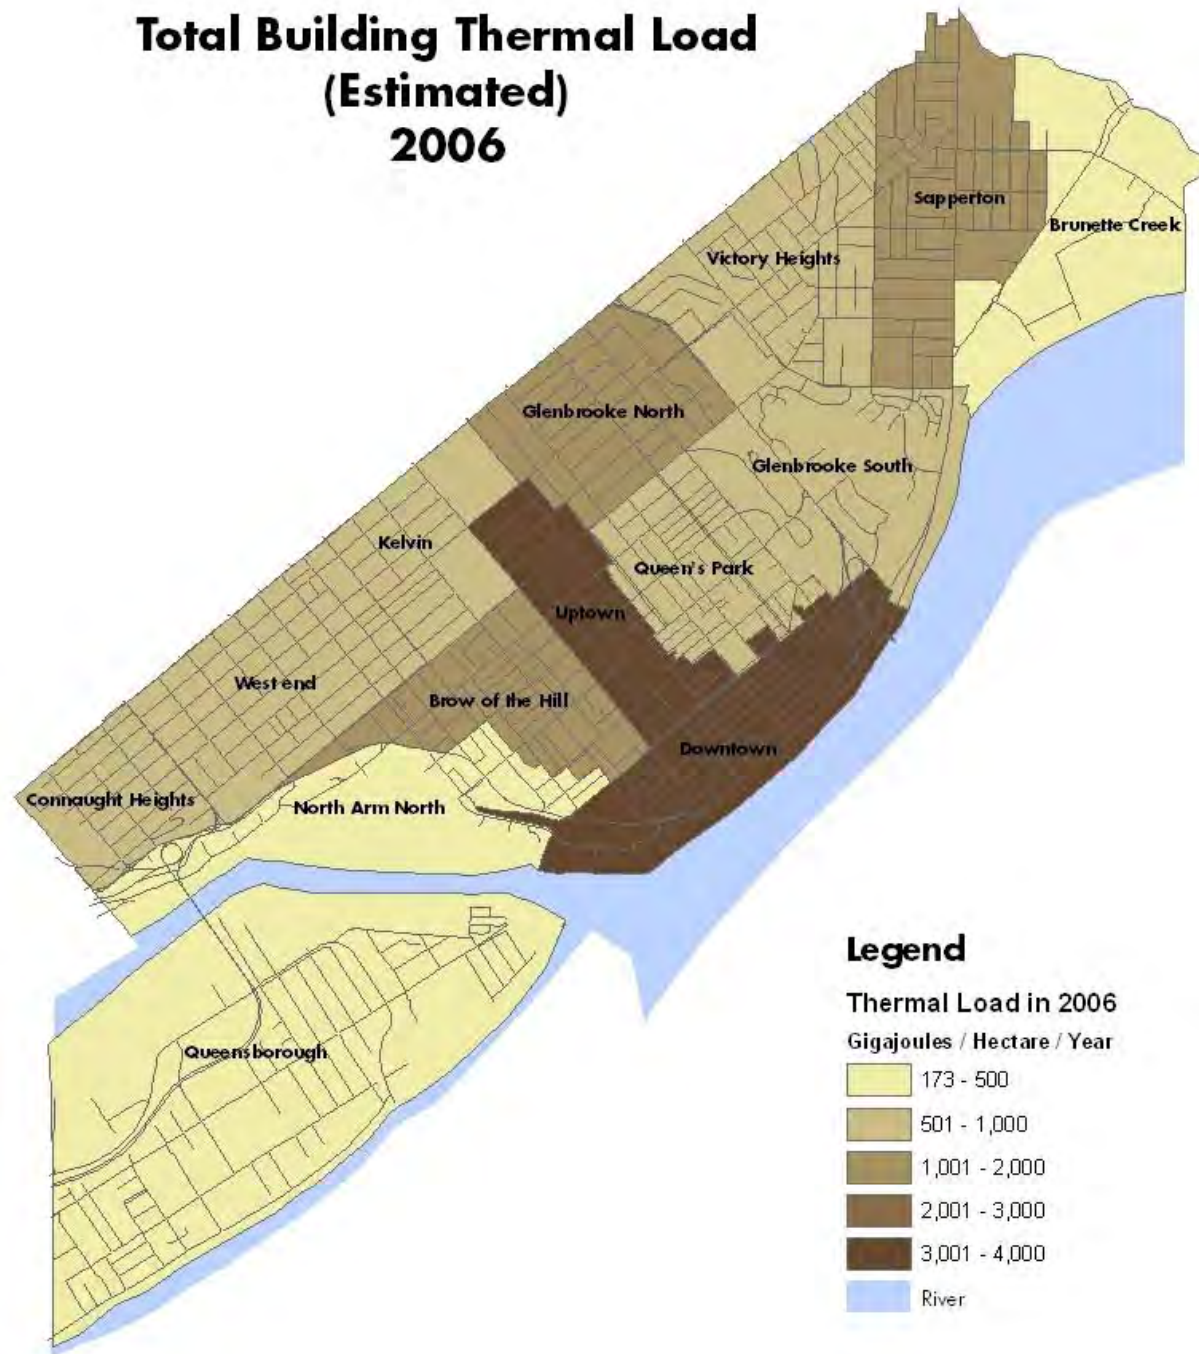 Total Building Thermal Load
(Estimated)
2006
Sapperton
Brunette Creek
Victory Heights
Glenbrooke North
Glenbrooke South
Kelvin
Queen's Park
Uptown
West end
Brow of the Hill
Downtown
Connaught Heights
North Arm North
Queensborough
Legend
Thermal Load in 2006
Gigajoules / Hectare / Year
173 - 500
501 - 1,000
1,001 - 2,000
2,001 - 3,000
3,001 - 4,000
River